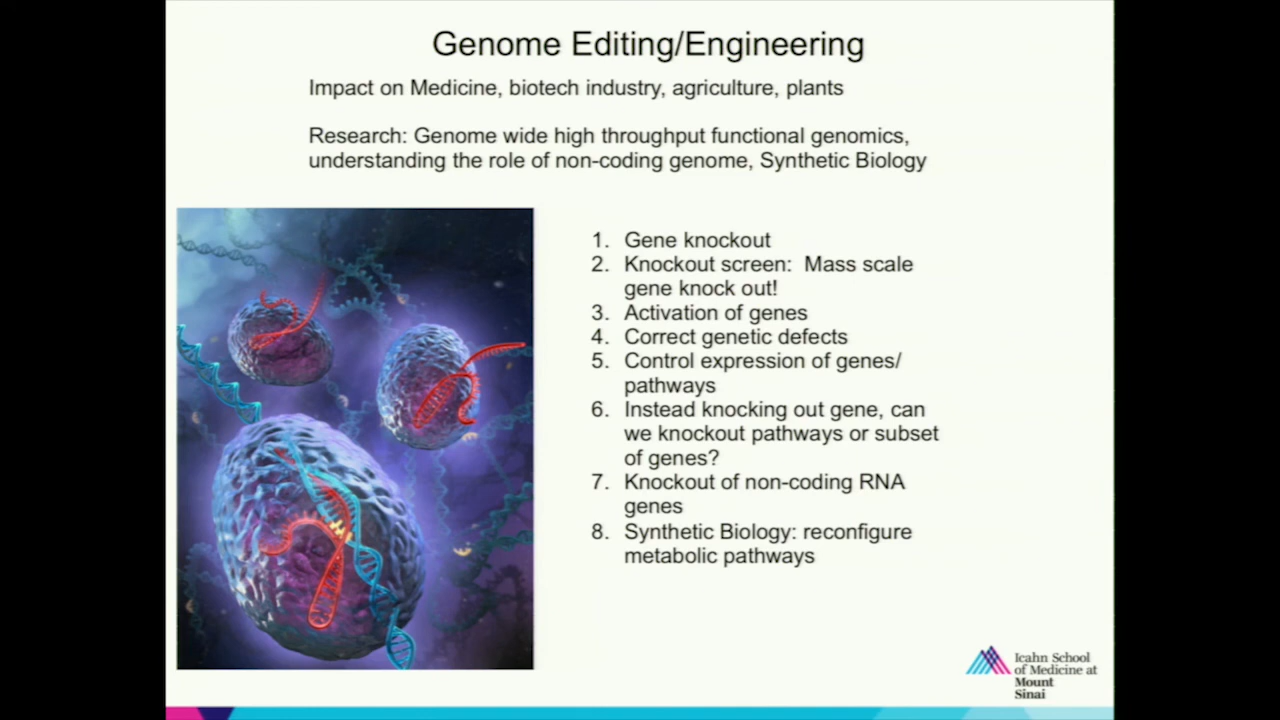 Genome Editing/Engineering
Impact on Medicine, biotech industry, agriculture, plants
Research: Genome wide high throughput functional genomics,
understanding the role of non-coding genome, Synthetic Biology
1. Gene knockout
2. Knockout screen: Mass scale
gene knock out!
3. Activation of genes
4. Correct genetic defects
5. Control expression of genes/
pathways
6. Instead knocking out gene, can
we knockout pathways or subset
of genes?
7. Knockout of non-coding RNA
genes
8. Synthetic Biology: reconfigure
metabolic pathways
Icahn School
of Medicine at
Mount
Sinai